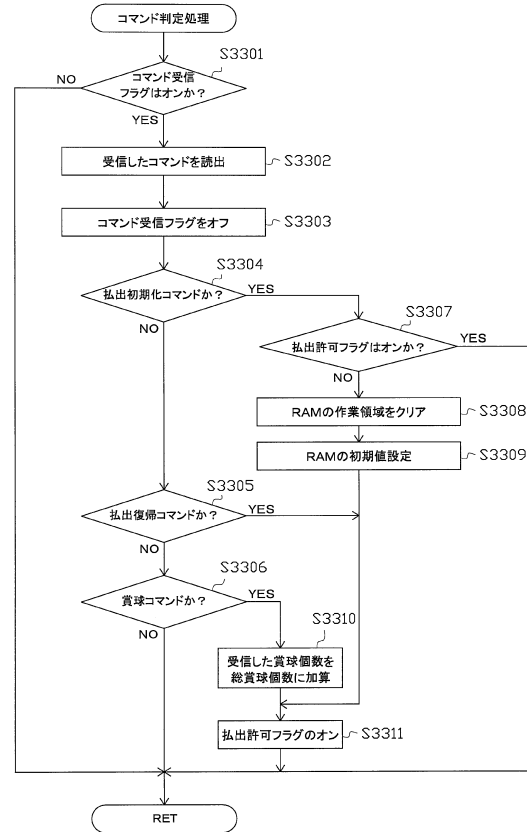 コマンド判定処理
S3301
コマンド受信
フラグはオンか？
NO
YES
受信したコマンドを読出
S3302
コマンド受信フラグをオフ
S3303
S3304
払出初期化コマンドか？
YES
NO
S3307
払出許可フラグはオンか？
YES
NO
RAMの作業領域をクリア
S3308
RAMの初期値設定
S3309
S3305
払出復帰コマンドか？
YES
NO
S3306
賞球コマンドか？
YES
NO
S3310
受信した賞球個数を
総賞球個数に加算
払出許可フラグのオン
S3311
RET